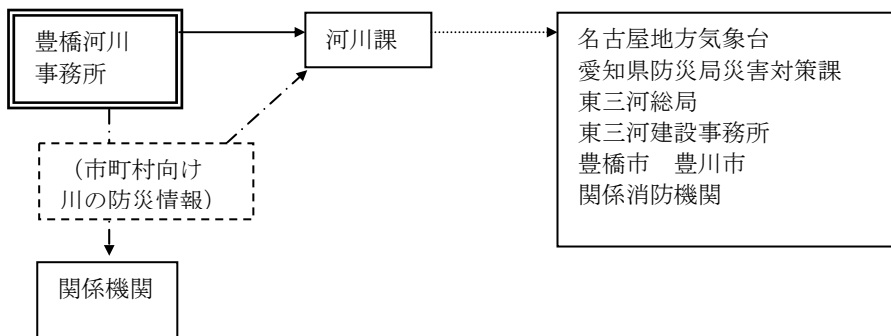 豊橋河川
事務所
河川課
名古屋地方気象台
愛知県防災局災害対策課
東三河総局
東三河建設事務所
豊橋市　豊川市
関係消防機関
（市町村向け
川の防災情報）
関係機関